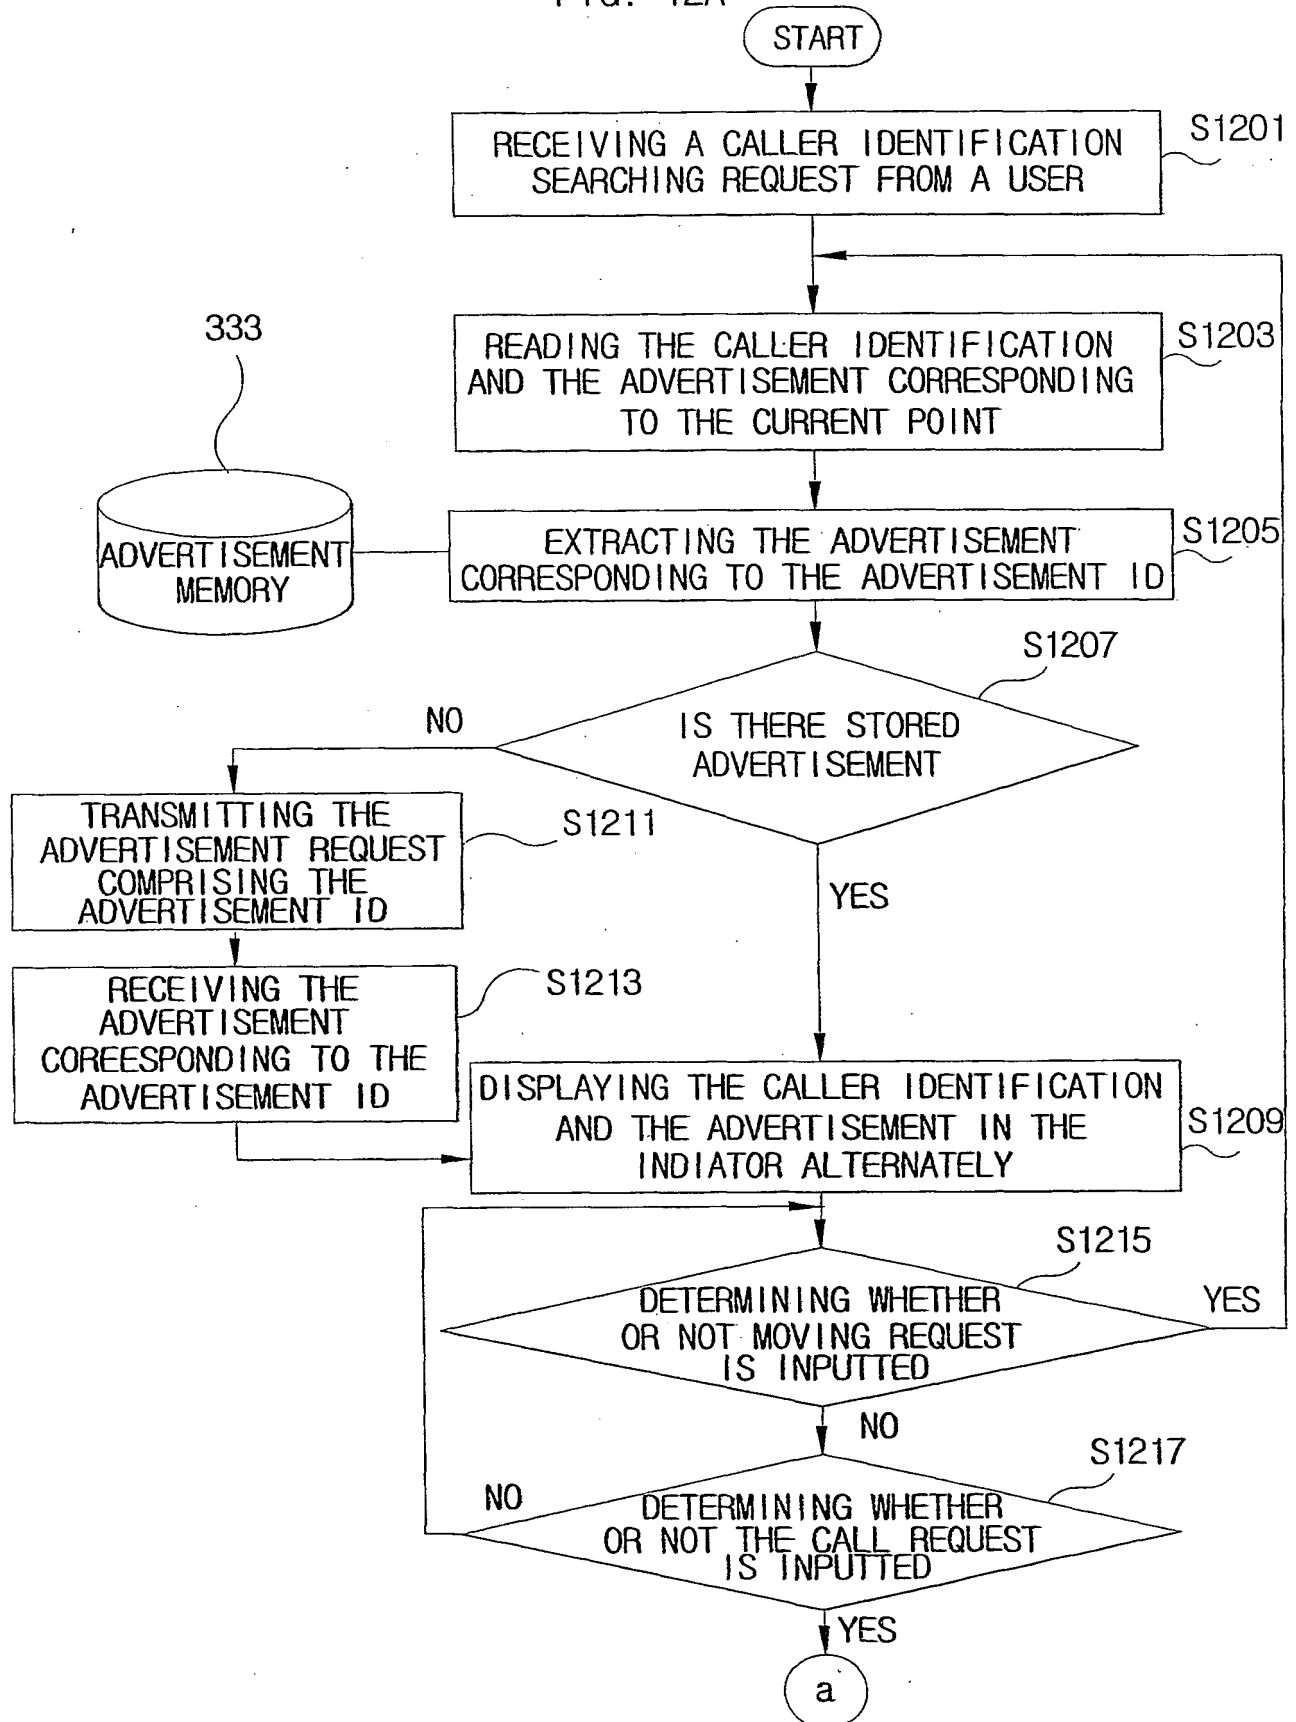 FIG. 12A
START
RECEIVING A CALLER IDENTIFICATION
SEARCHING REQUEST FROM A USER
S1201
333
READING THE CALLER IDENTIFICATION
AND THE ADVERTISEMENT CORRESPONDING
TO THE CURRENT POINT
S1203
ADVERTISEMENT
MEMORY
EXTRACTING THE ADVERTISEMENT
CORRESPONDING TO THE ADVERTISEMENT ID
S1205
S1207
NO
IS THERE STORED
ADVERTISEMENT
TRANSMITTING THE
ADVERTISEMENT REQUEST
COMPRISING THE
ADVERTISEMENT ID
S1211
YES
RECEIVING THE
ADVERTISEMENT
COREESPONDING TO THE
ADVERTISEMENT ID
S1213
DISPLAYING THE CALLER IDENTIFICATION
AND THE ADVERTISEMENT IN THE
INDIATOR ALTERNATELY
S1209
S1215
DETERMINING WHETHER
OR NOT MOVING REQUEST
IS INPUTTED
YES
NO
S1217
NO
DETERMINING WHETHER
OR NOT THE CALL REQUEST
IS INPUTTED
YES
a